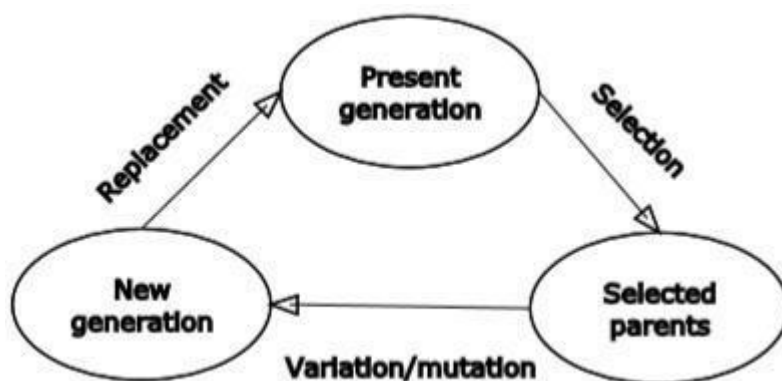 Present
generation
Selection
Replacement
New
generation
Selected
parents
Variation/mutation